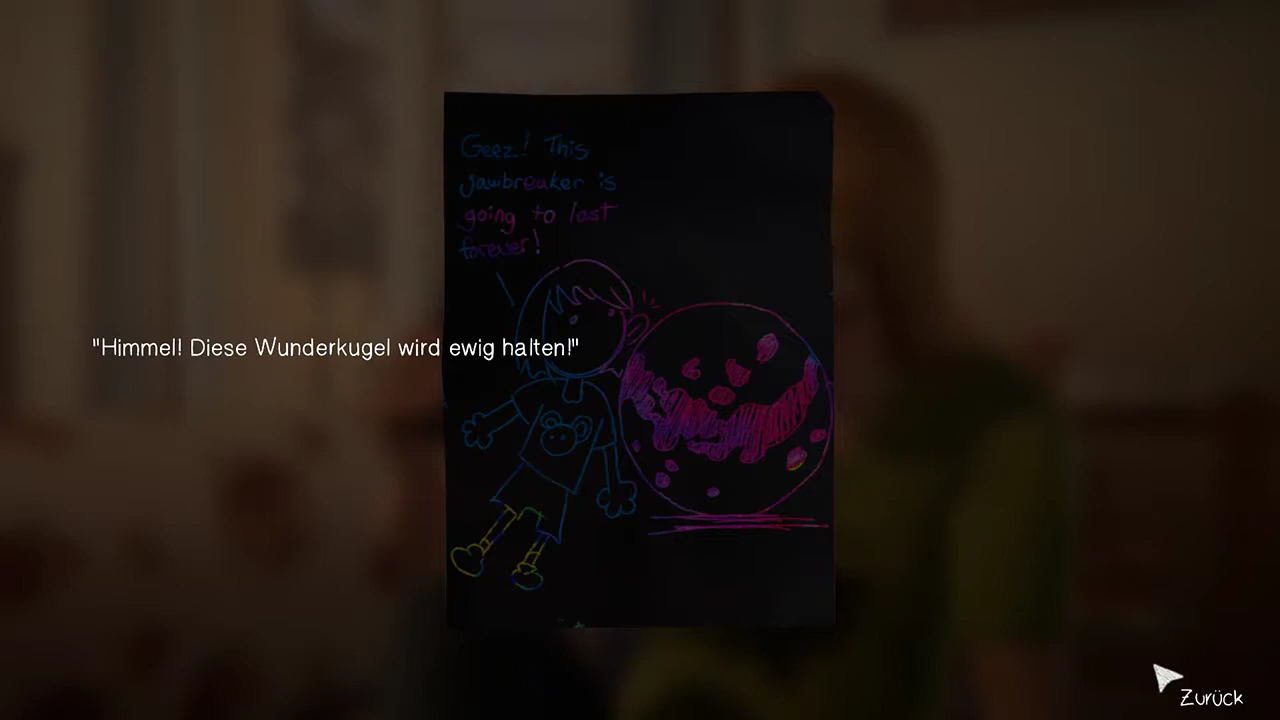 Geez! This
jawbreaker is
going to last
forever!
"Himmel! Diese Wunderkugel wird ewig halten!"
Zurück